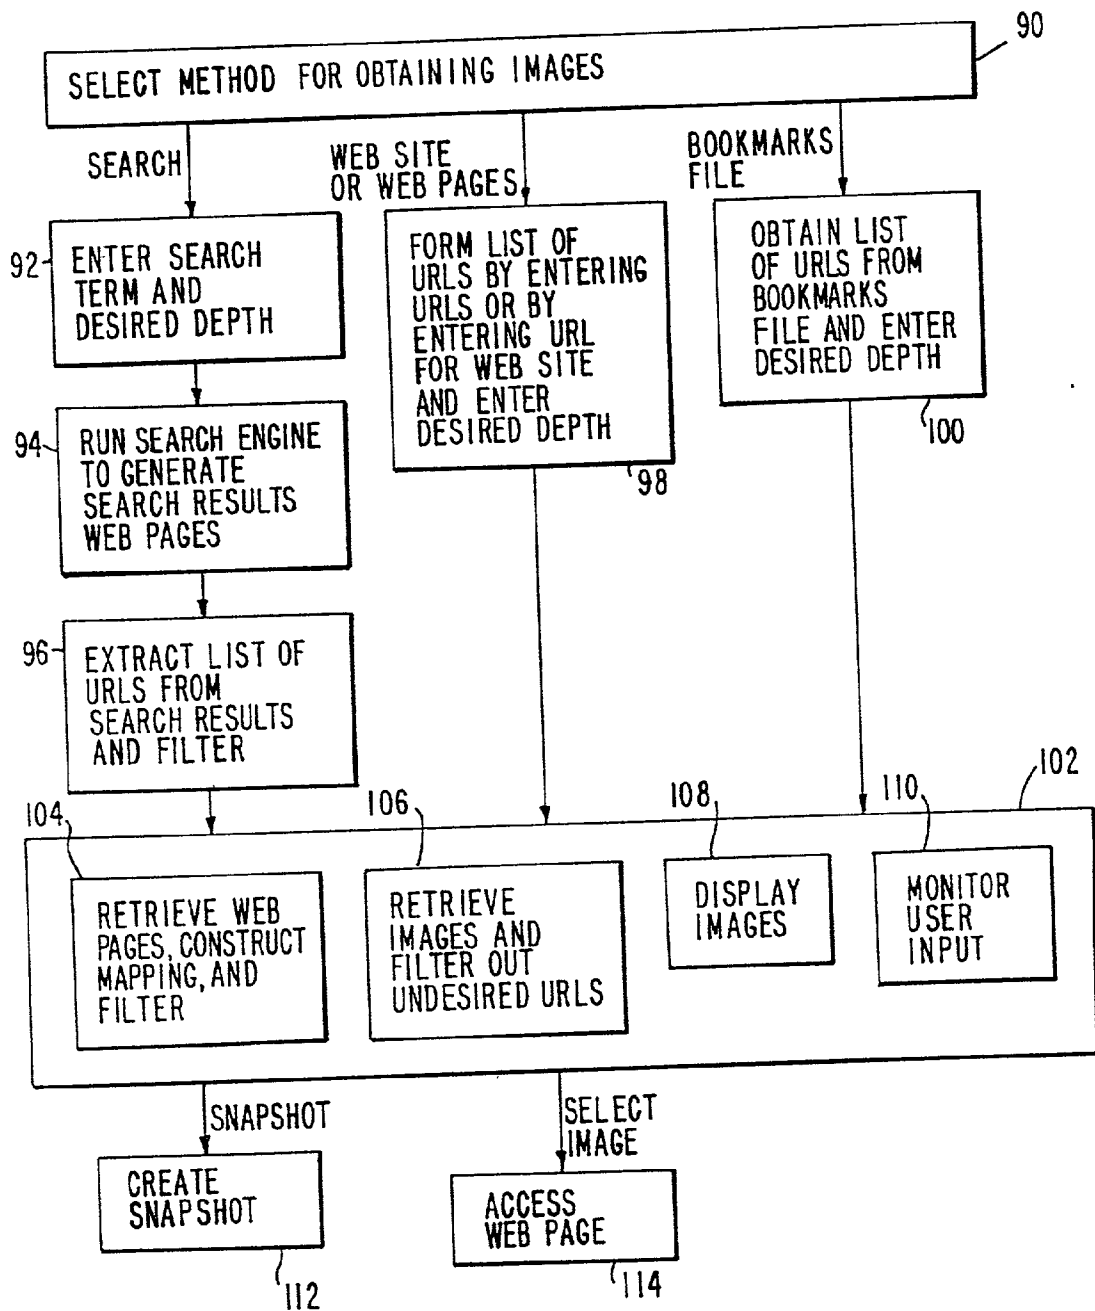 90
SELECT METHOD FOR OBTAINING IMAGES
SEARCH
WEB SITE
OR WEB PAGES
BOOKMARKS
FILE
92
ENTER SEARCH
TERM AND
DESIRED DEPTH
FORM LIST OF
URLS BY ENTERING
URLS OR BY
ENTERING URL
FOR WEB SITE
AND ENTER
DESIRED DEPTH
98
OBTAIN LIST
OF URLS FROM
BOOKMARKS
FILE AND ENTER
DESIRED DEPTH
100
94
RUN SEARCH ENGINE
TO GENERATE
SEARCH RESULTS
WEB PAGES
96
EXTRACT LIST OF
URLS FROM
SEARCH RESULTS
AND FILTER
102
104
RETRIEVE WEB
PAGES, CONSTRUCT
MAPPING, AND
FILTER
106
RETRIEVE
IMAGES AND
FILTER OUT
UNDESIRED URLS
108
DISPLAY
IMAGES
110
MONITOR
USER
INPUT
SNAPSHOT
SELECT
IMAGE
CREATE
SNAPSHOT
112
ACCESS
WEB PAGE
114